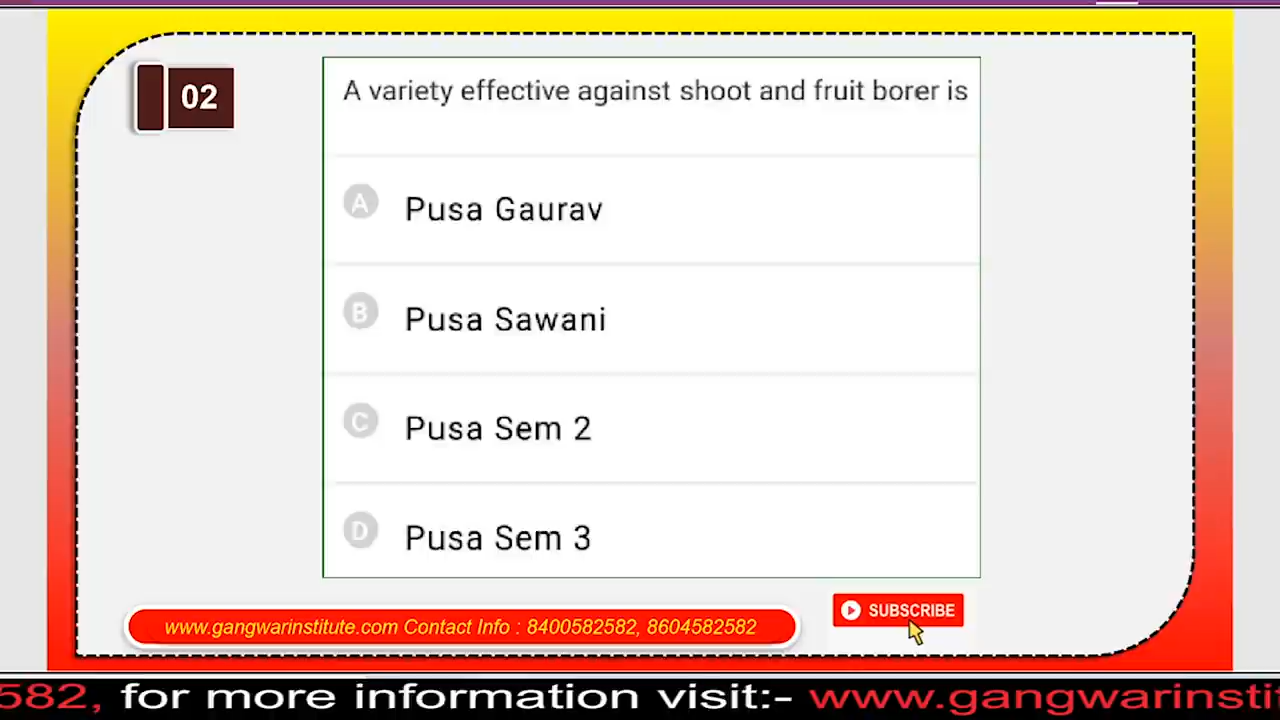 02
A variety effective against shoot and fruit borer is
A Pusa Gaurav
B Pusa Sawani
C Pusa Sem 2
D Pusa Sem 3
SUBSCRIBE
www.gangwarinstitute.com Contact Info : 8400582582, 8604582582
582, for more information visit:- www.gangwarinsti